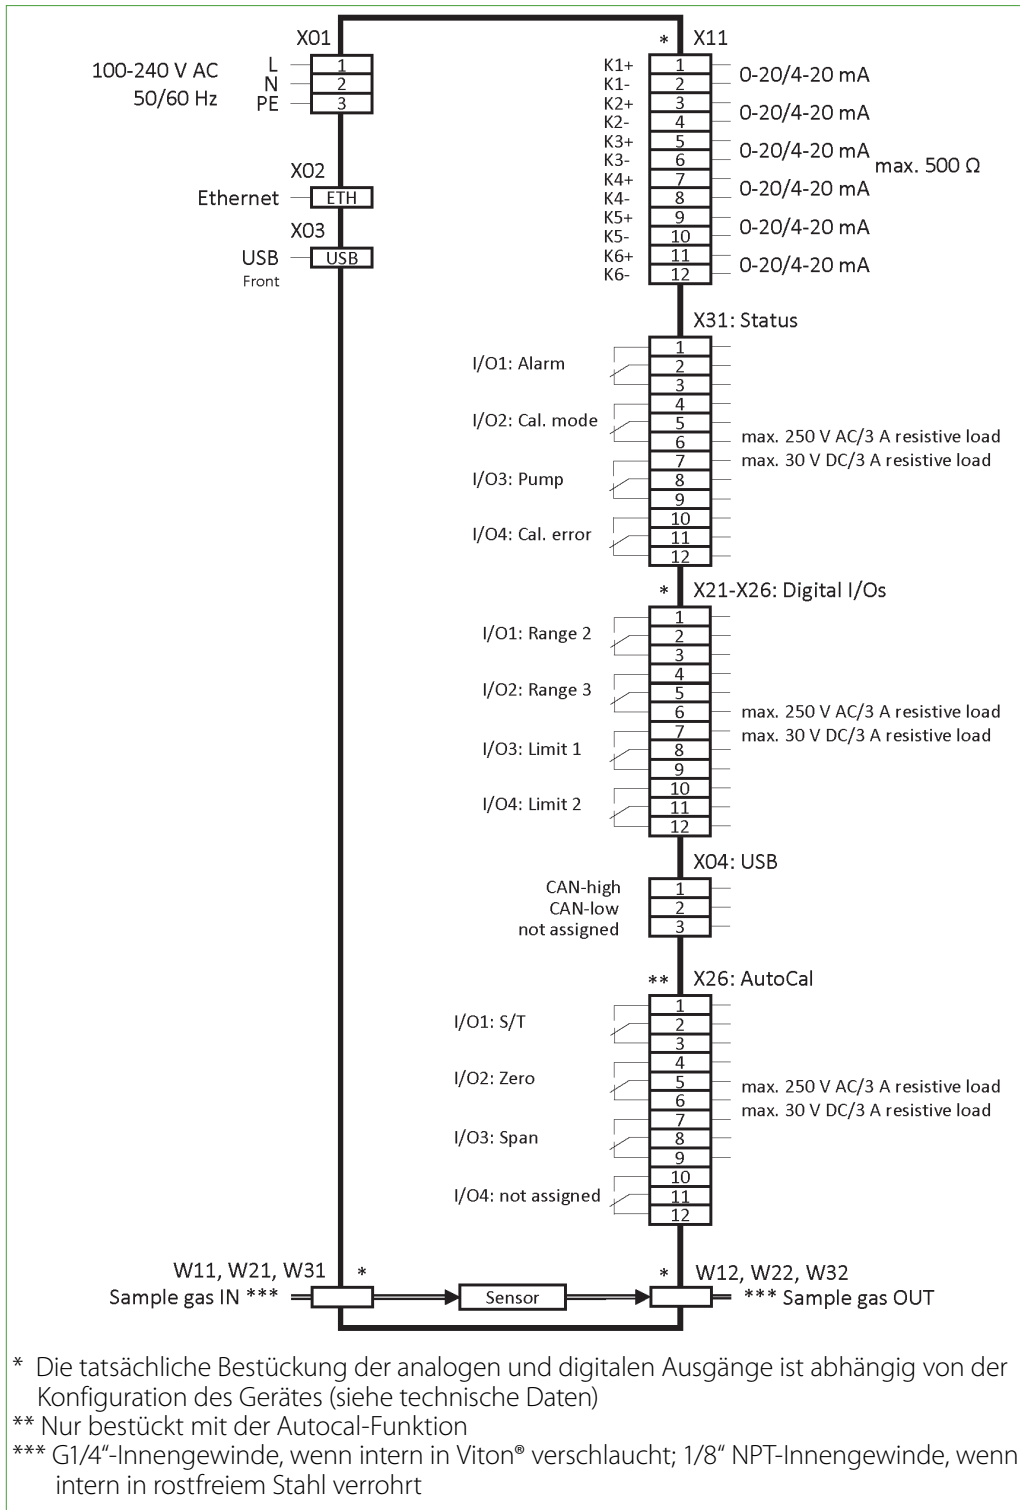 X01
100-240 V AC
50/60 Hz
L
N
PE
1
2
3
X02
Ethernet
ETH
X03
USB
Front
USB
* X11
K1+ 1
K1- 2
0-20/4-20 mA
K2+ 3
K2- 4
0-20/4-20 mA
K3+ 5
K3- 6
0-20/4-20 mA
max. 500 Ω
K4+ 7
K4- 8
0-20/4-20 mA
K5+ 9
K5- 10
0-20/4-20 mA
K6+ 11
K6- 12
0-20/4-20 mA
X31: Status
I/O1: Alarm
1
2
3
I/O2: Cal. mode
4
5
6
I/O3: Pump
7
8
9
I/O4: Cal. error
10
11
12
max. 250 V AC/3 A resistive load
max. 30 V DC/3 A resistive load
* X21-X26: Digital I/Os
I/O1: Range 2
1
2
3
I/O2: Range 3
4
5
6
I/O3: Limit 1
7
8
9
I/O4: Limit 2
10
11
12
max. 250 V AC/3 A resistive load
max. 30 V DC/3 A resistive load
X04: USB
CAN-high 1
CAN-low 2
not assigned 3
** X26: AutoCal
I/O1: S/T
1
2
3
I/O2: Zero
4
5
6
I/O3: Span
7
8
9
I/O4: not assigned
10
11
12
max. 250 V AC/3 A resistive load
max. 30 V DC/3 A resistive load
W11, W21, W31 *
Sample gas IN ***
Sensor
* W12, W22, W32
*** Sample gas OUT
* Die tatsächliche Bestückung der analogen und digitalen Ausgänge ist abhängig von der
Konfiguration des Gerätes (siehe technische Daten)
** Nur bestückt mit der Autocal-Funktion
*** G1/4“-Innengewinde, wenn intern in Viton® verschlaucht; 1/8“ NPT-Innengewinde, wenn
intern in rostfreiem Stahl verrohrt